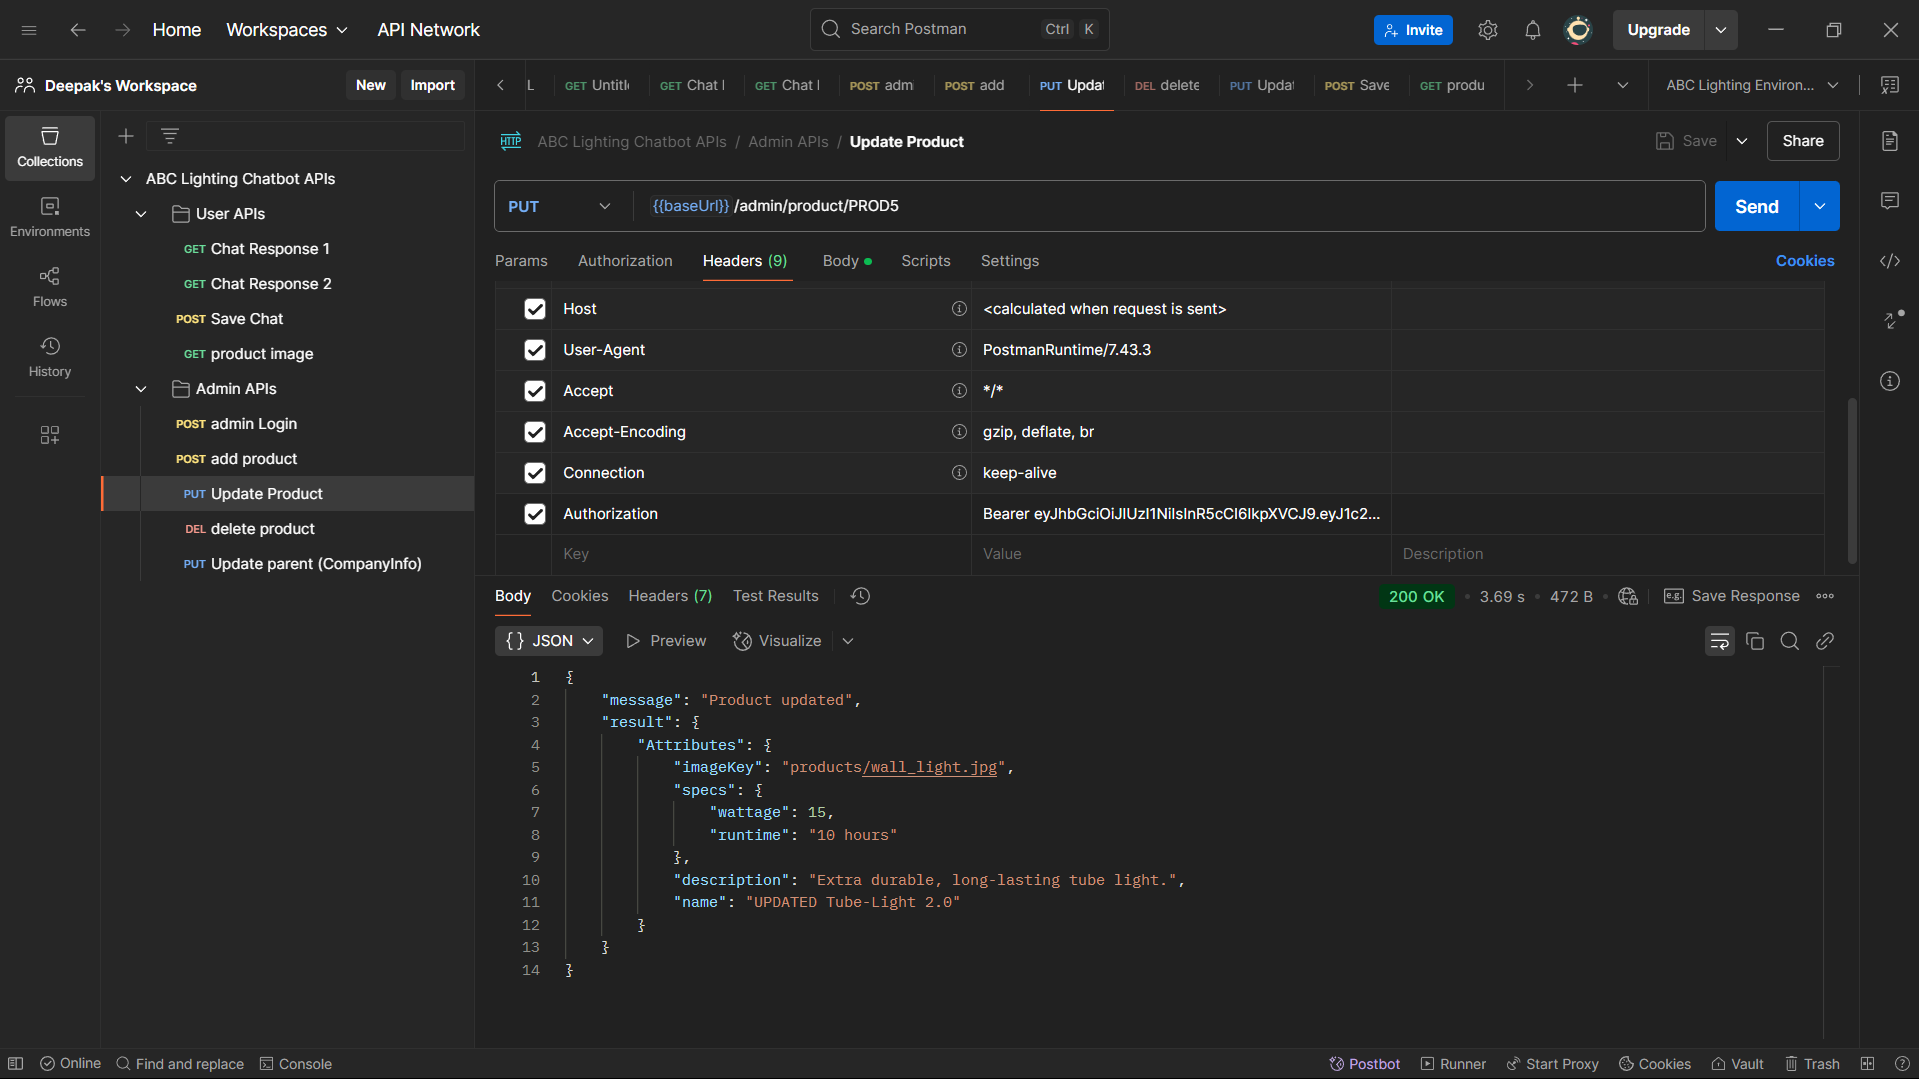 Home Workspaces API Network Search Postman Ctrl K Invite Upgrade
Deepak's Workspace New Import
L GET Untitl GET Chat GET Chat POST adm POST add PUT Updat DEL delete PUT Updat POST Save GET produ ABC Lighting Environ...
Collections
Environments
Flows
History
ABC Lighting Chatbot APIs
User APIs
GET Chat Response 1
GET Chat Response 2
POST Save Chat
GET product image
Admin APIs
POST admin Login
POST add product
PUT Update Product
DEL delete product
PUT Update parent (CompanyInfo)
HTTP ABC Lighting Chatbot APIs / Admin APIs / Update Product Save Share
PUT {{baseUrl}}/admin/product/PROD5 Send
Params Authorization Headers (9) Body Scripts Settings Cookies
Host <calculated when request is sent>
User-Agent PostmanRuntime/7.43.3
Accept */*
Accept-Encoding gzip, deflate, br
Connection keep-alive
Authorization Bearer eyJhbGciOiJIUzI1NiIsInR5cCI6IkpXVCJ9.eyJ1c2...
Key Value Description
Body Cookies Headers (7) Test Results 200 OK 3.69 s 472 B e.g. Save Response
{} JSON Preview Visualize
1 {
2 "message": "Product updated",
3 "result": {
4 "Attributes": {
5 "imageKey": "products/wall_light.jpg",
6 "specs": {
7 "wattage": 15,
8 "runtime": "10 hours"
9 },
10 "description": "Extra durable, long-lasting tube light.",
11 "name": "UPDATED Tube-Light 2.0"
12 }
13 }
14 }
Online Find and replace Console Postbot Runner Start Proxy Cookies Vault Trash